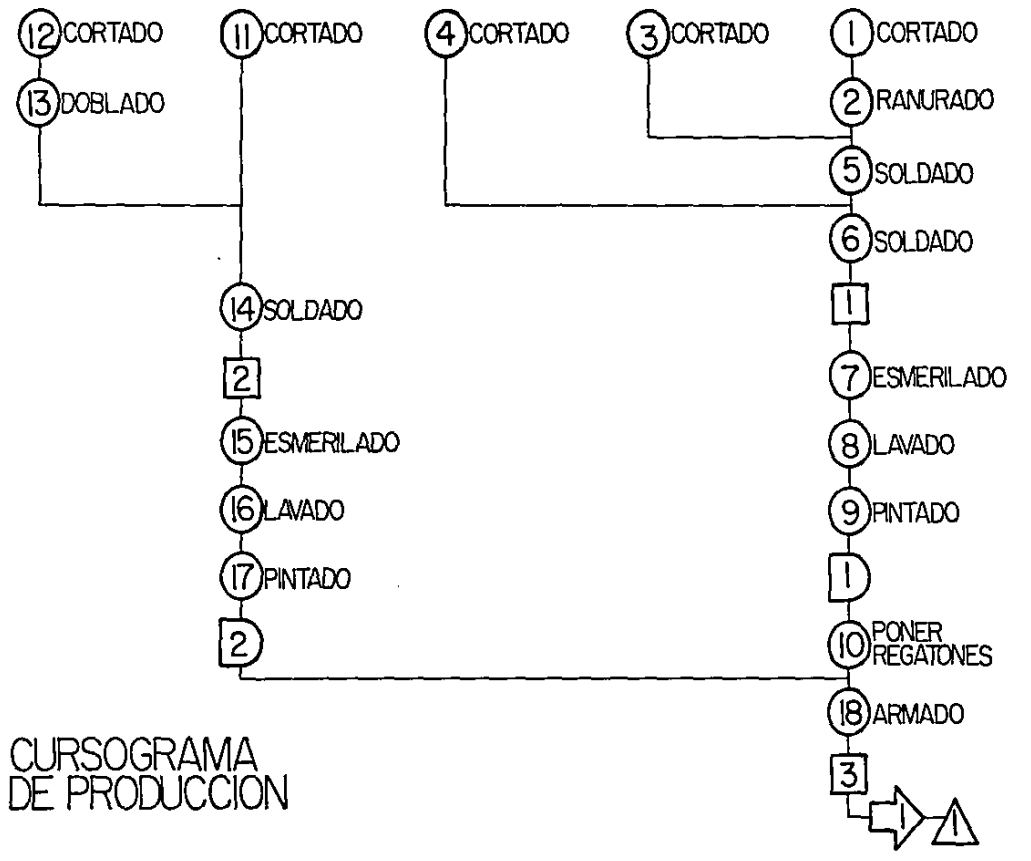 12 CORTADO
11 CORTADO
4 CORTADO
3 CORTADO
1 CORTADO
13 DOBLADO
2 RANURADO
5 SOLDADO
6 SOLDADO
14 SOLDADO
1
2
7 ESMERILADO
15 ESMERILADO
8 LAVADO
16 LAVADO
9 PINTADO
17 PINTADO
1
2
10 PONER
REGATONES
18 ARMADO
3
1
1
CURSOGRAMA
DE PRODUCCION